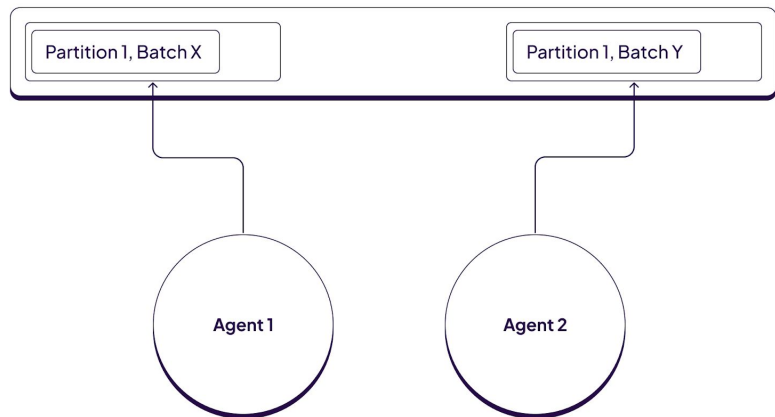 Partition 1, Batch X
Partition 1, Batch Y
Agent 1
Agent 2